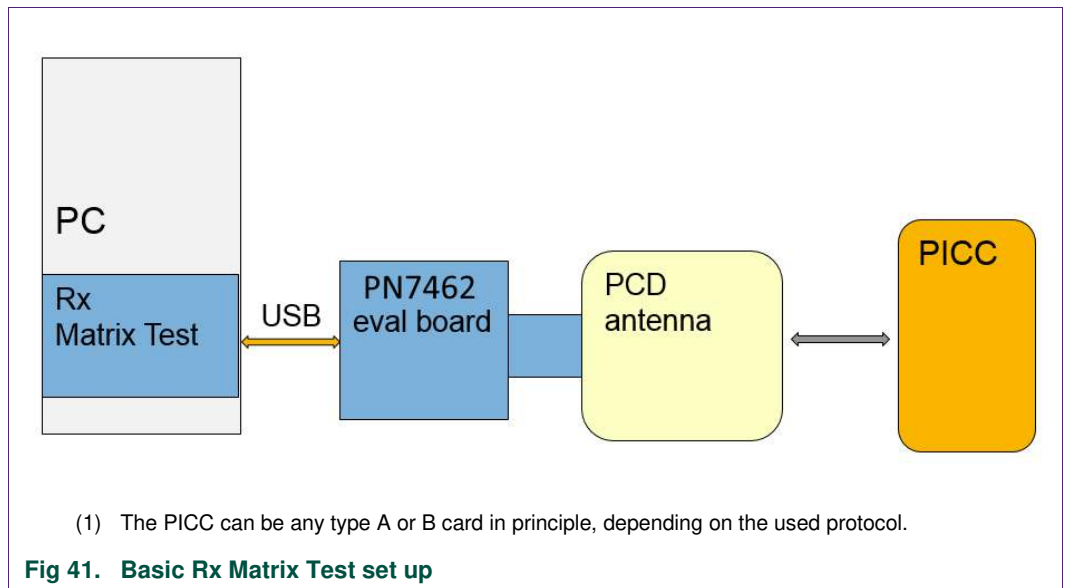 PC
Rx
Matrix Test
USB
PN7462
eval board
PCD
antenna
PICC
(1) The PICC can be any type A or B card in principle, depending on the used protocol.
Fig 41. Basic Rx Matrix Test set up